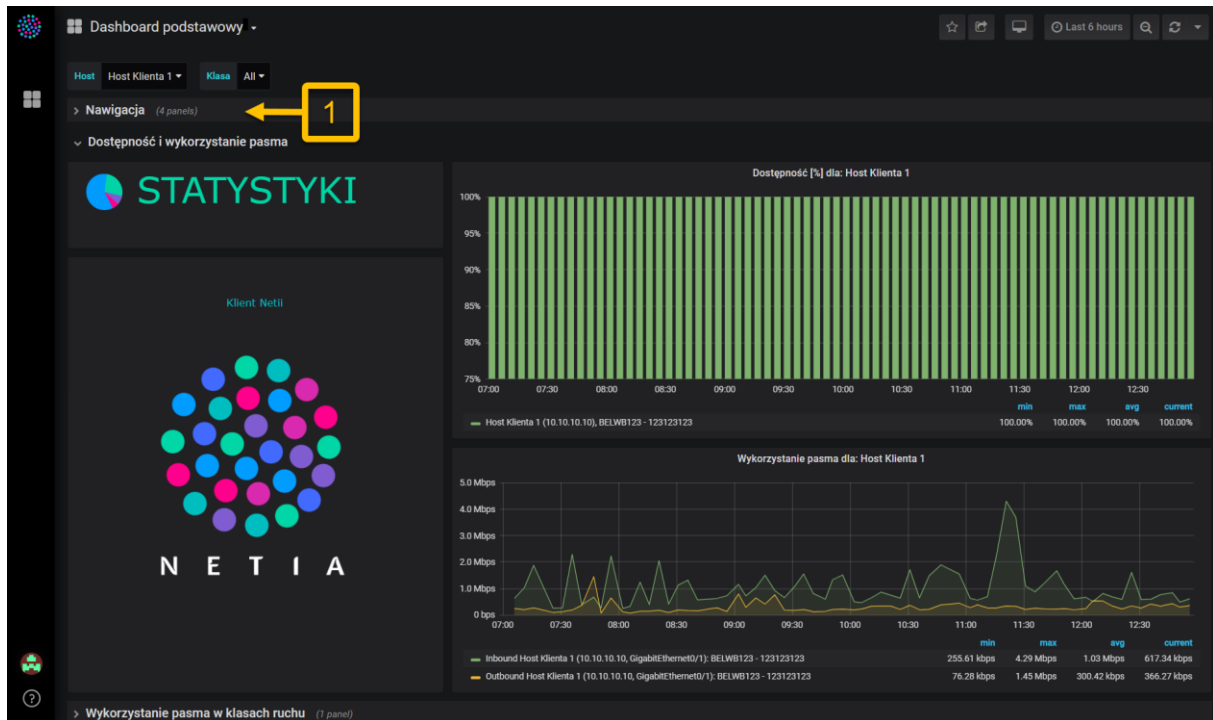 Dashboard podstawowy
Last 6 hours
Host Host Klienta 1 Klasa All
Nawigacja (4 panels)
1
Dostępność i wykorzystanie pasma
STATYSTYKI
Klient Netii
NETIA
Dostępność [%] dla: Host Klienta 1
100%
95%
90%
85%
80%
75%
07:00 07:30 08:00 08:30 09:00 09:30 10:00 10:30 11:00 11:30 12:00 12:30
min max avg current
Host Klienta 1 (10.10.10.10), BELWB123 - 123123123 100.00% 100.00% 100.00% 100.00%
Wykorzystanie pasma dla: Host Klienta 1
5.0 Mbps
4.0 Mbps
3.0 Mbps
2.0 Mbps
1.0 Mbps
0 bps
07:00 07:30 08:00 08:30 09:00 09:30 10:00 10:30 11:00 11:30 12:00 12:30
min max avg current
Inbound Host Klienta 1 (10.10.10.10, GigabitEthernet0/1): BELWB123 - 123123123 255.61 kbps 4.29 Mbps 1.03 Mbps 617.34 kbps
Outbound Host Klienta 1 (10.10.10.10, GigabitEthernet0/1): BELWB123 - 123123123 76.28 kbps 1.45 Mbps 300.42 kbps 366.27 kbps
Wykorzystanie pasma w klasach ruchu (1 panel)